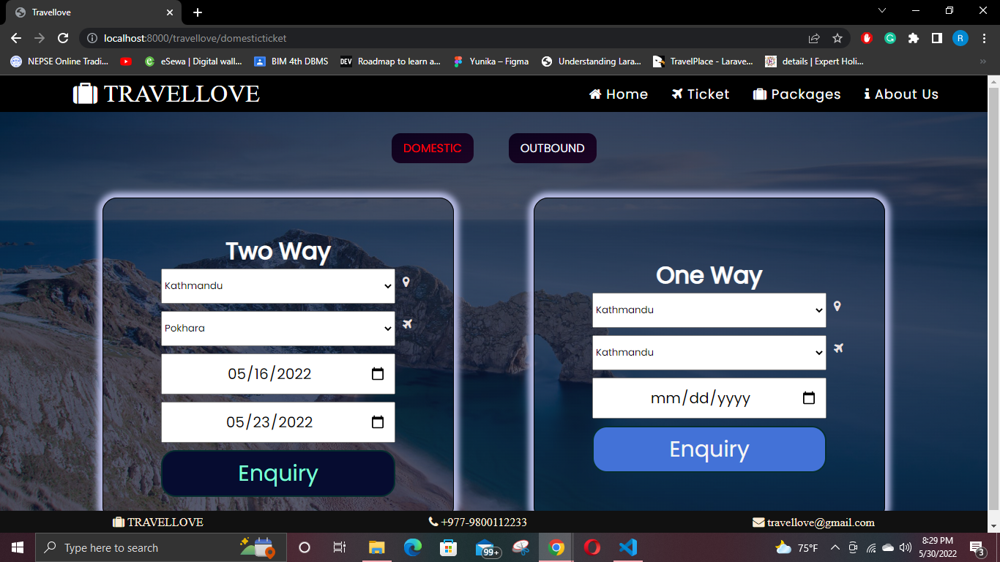 Travellove
localhost:8000/travellove/domesticticket
R
NEPSE Online Tradi...
eSewa | Digital wall...
BIM 4th DBMS
DEV Roadmap to learn a...
Yunika – Figma
Understanding Lara...
TravelPlace - Larave...
details | Expert Holi...
TRAVELLOVE
Home
Ticket
Packages
About Us
DOMESTIC
OUTBOUND
Two Way
Kathmandu
Pokhara
05/16/2022
05/23/2022
Enquiry
One Way
Kathmandu
Kathmandu
mm/dd/yyyy
Enquiry
TRAVELLOVE
+977-9800112233
travellove@gmail.com
Type here to search
99+
75°F
8:29 PM
5/30/2022
3